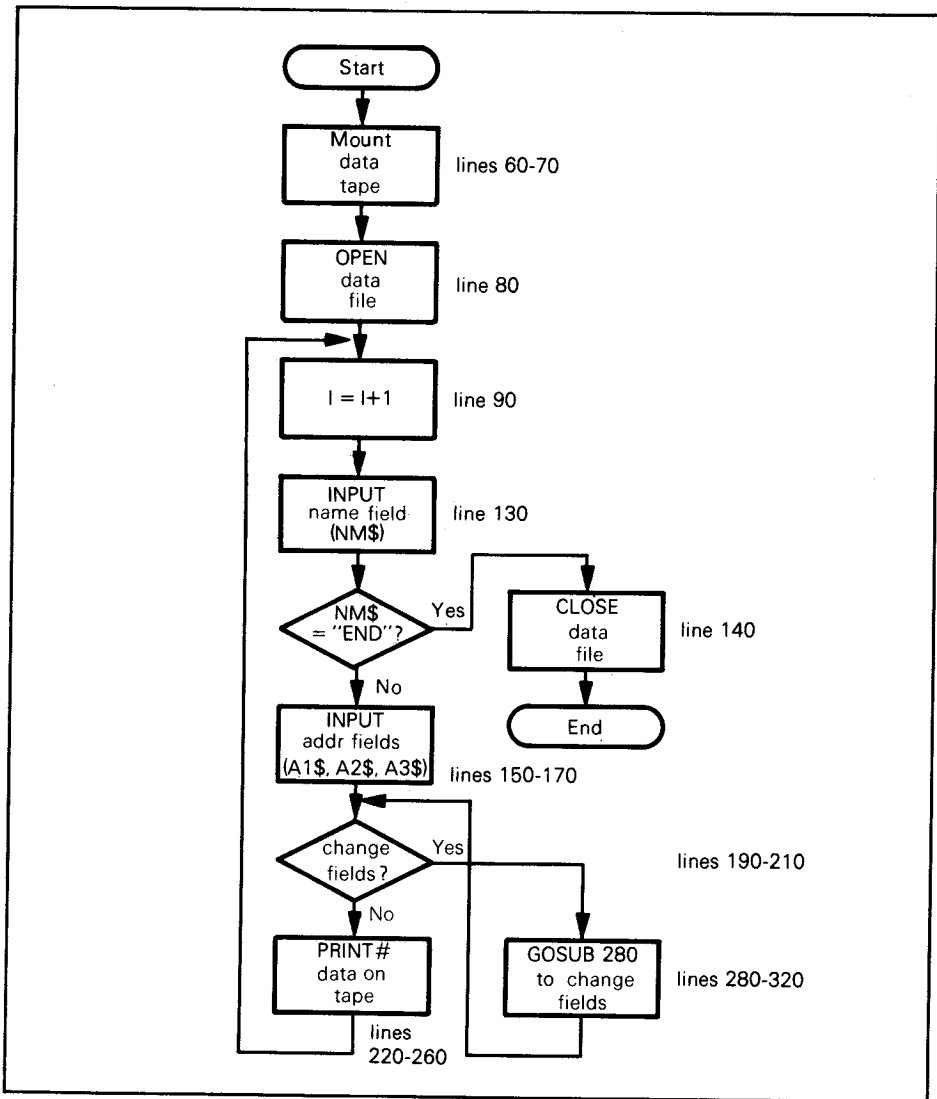 Start
Mount
data
tape
lines 60-70
OPEN
data
file
line 80
I = I+1
line 90
INPUT
name field
(NM$)
line 130
NM$
= "END"?
Yes
CLOSE
data
file
line 140
No
End
INPUT
addr fields
(A1$, A2$, A3$)
lines 150-170
change
fields?
Yes
lines 190-210
No
PRINT#
data on
tape
GOSUB 280
to change
fields
lines 280-320
lines
220-260